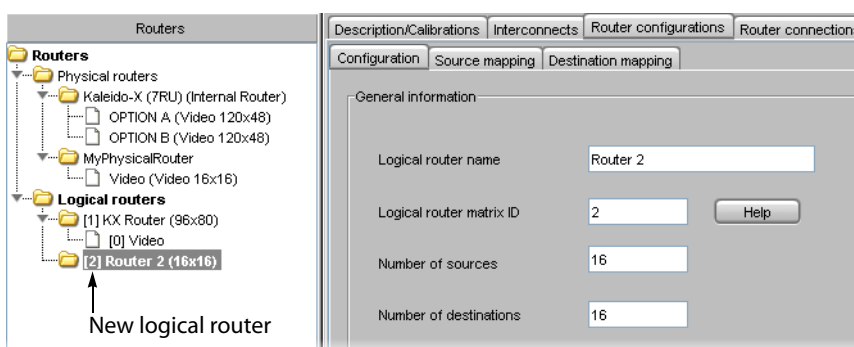 Routers
Routers
Physical routers
Kaleido-X (7RU) (Internal Router)
OPTION A (Video 120x48)
OPTION B (Video 120x48)
MyPhysicalRouter
Video (Video 16x16)
Logical routers
[1] KX Router (96x80)
[0] Video
[2] Router 2 (16x16)
New logical router
Description/Calibrations Interconnects Router configurations Router connection
Configuration Source mapping Destination mapping
General information
Logical router name Router 2
Logical router matrix ID 2 Help
Number of sources 16
Number of destinations 16